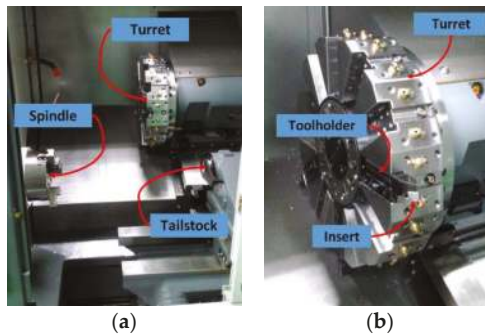 Turret
Spindle
Tailstock
(a)
Turret
Toolholder
Insert
(b)